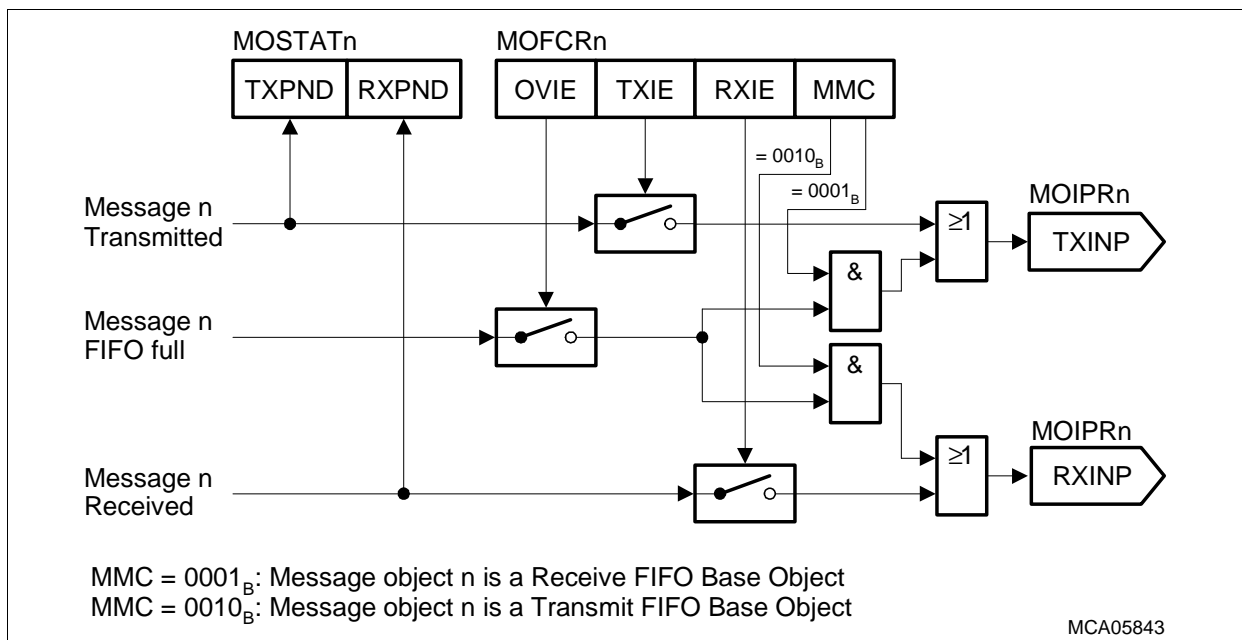 MOSTATn
MOFCRn
TXPND RXPND
OVIE TXIE RXIE MMC
= 0010B
= 0001B
Message n
Transmitted
≥1
MOIPRn
TXINP
&
Message n
FIFO full
&
MOIPRn
≥1
RXINP
Message n
Received
MMC = 0001B: Message object n is a Receive FIFO Base Object
MMC = 0010B: Message object n is a Transmit FIFO Base Object
MCA05843